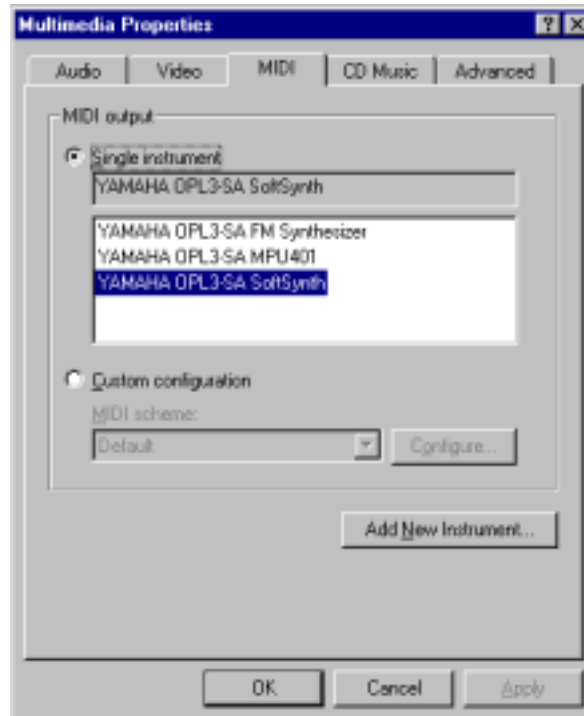 Multimedia Properties
Audio Video MIDI CD Music Advanced
MIDI output
Single instrument
YAMAHA OPL3-SA SoftSynth
YAMAHA OPL3-SA FM Synthesizer
YAMAHA OPL3-SA MPU401
YAMAHA OPL3-SA SoftSynth
Custom configuration
MIDI scheme:
Default
Configure...
Add New Instrument...
OK Cancel Apply